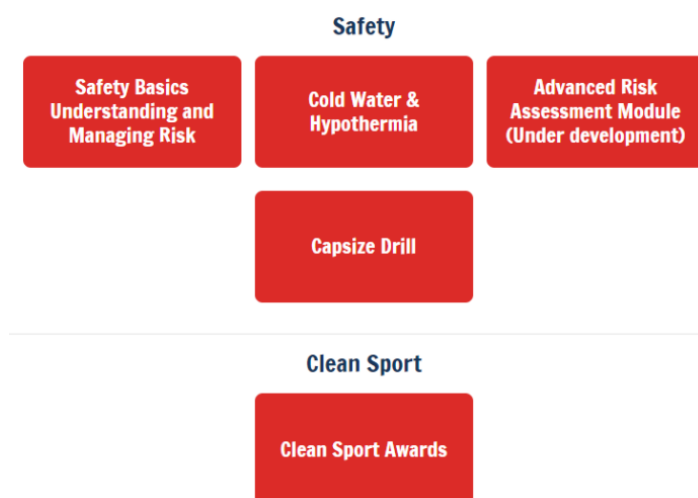 Safety
Safety Basics
Understanding and
Managing Risk
Cold Water &
Hypothermia
Advanced Risk
Assessment Module
(Under development)
Capsize Drill
Clean Sport
Clean Sport Awards